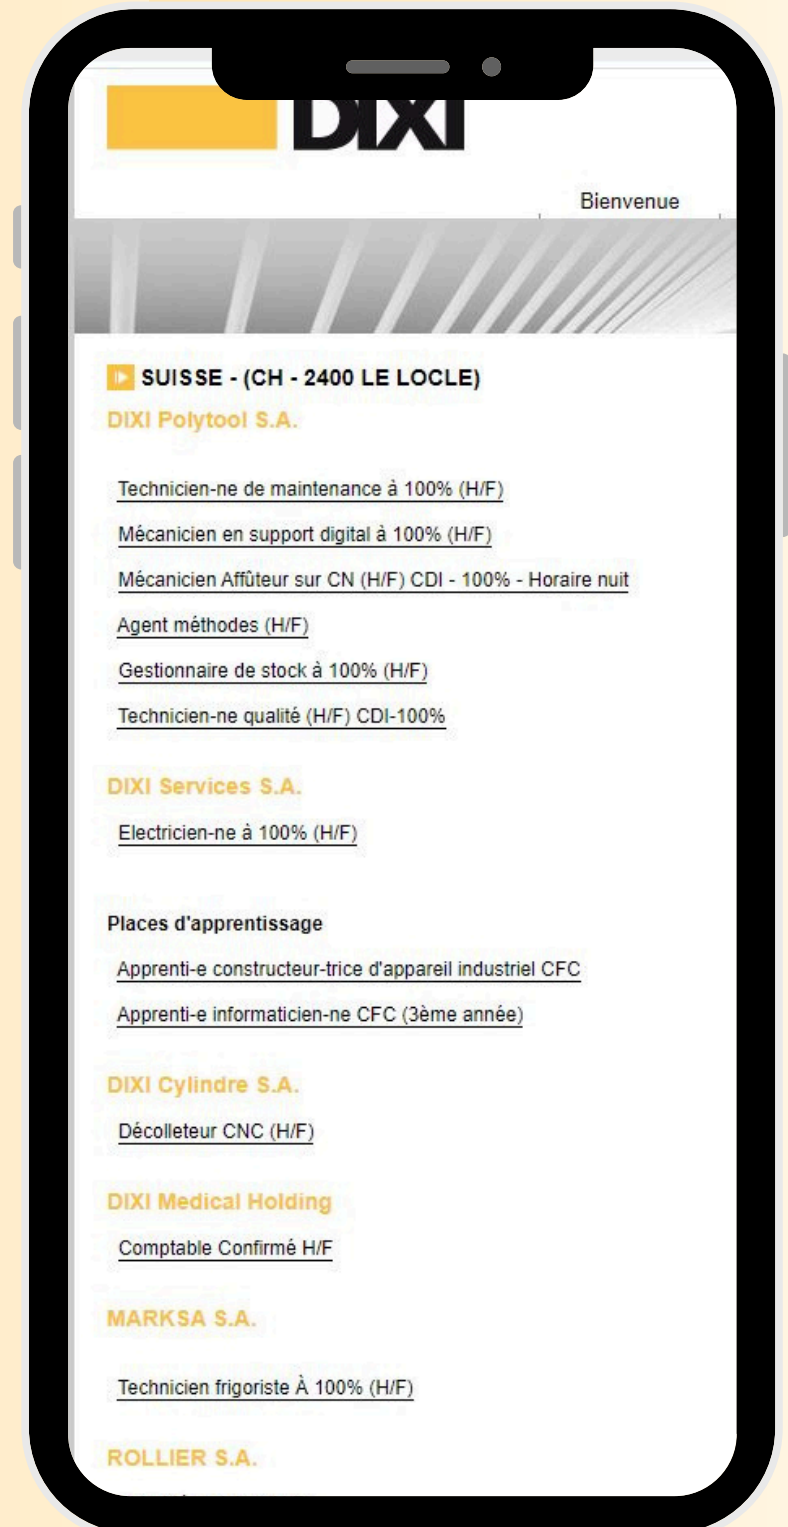 DIXI
Bienvenue
SUISSE - (CH - 2400 LE LOCLE)
DIXI Polytool S.A.
Technicien-ne de maintenance à 100% (H/F)
Mécanicien en support digital à 100% (H/F)
Mécanicien Affûteur sur CN (H/F) CDI - 100% - Horaire nuit
Agent méthodes (H/F)
Gestionnaire de stock à 100% (H/F)
Technicien-ne qualité (H/F) CDI-100%
DIXI Services S.A.
Electricien-ne à 100% (H/F)
Places d'apprentissage
Apprenti-e constructeur-trice d'appareil industriel CFC
Apprenti-e informaticien-ne CFC (3ème année)
DIXI Cylindre S.A.
Décolleteur CNC (H/F)
DIXI Medical Holding
Comptable Confirmé H/F
MARKSA S.A.
Technicien frigoriste À 100% (H/F)
ROLLIER S.A.